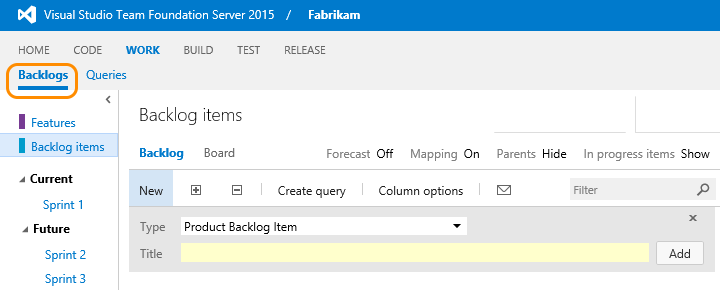 Visual Studio Team Foundation Server 2015 / Fabrikam
HOME CODE WORK BUILD TEST RELEASE
Backlogs Queries
Features
Backlog items
Current
Sprint 1
Future
Sprint 2
Sprint 3
Backlog items
Backlog Board Forecast Off Mapping On Parents Hide In progress items Show
New Create query Column options Filter
Type Product Backlog Item
Title Add